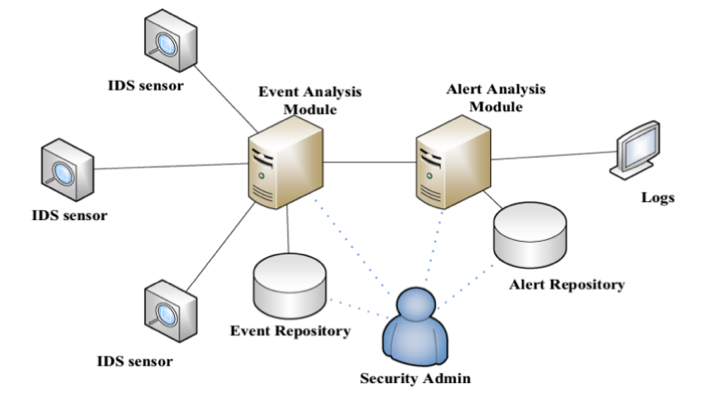 IDS sensor
Event Analysis
Module
Alert Analysis
Module
IDS sensor
Logs
Alert Repository
Event Repository
IDS sensor
Security Admin